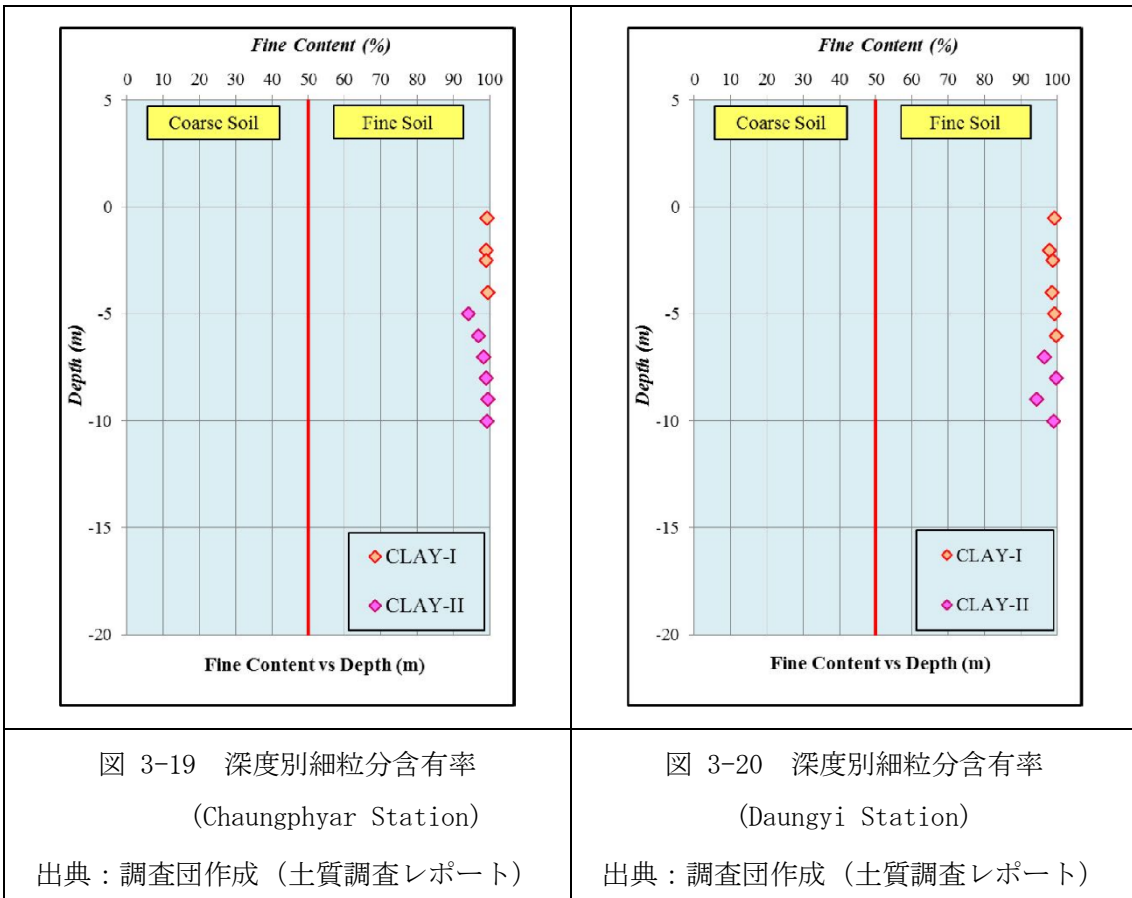 Fine Content (%)
0 10 20 30 40 50 60 70 80 90 100
5
Coarse Soil
Fine Soil
0
-5
Depth (m)
-10
-15
CLAY-I
CLAY-II
-20
Fine Content vs Depth (m)
図 3-19 深度別細粒分含有率
(Chaungphyar Station)
出典：調査団作成（土質調査レポート）
Fine Content (%)
0 10 20 30 40 50 60 70 80 90 100
5
Coarse Soil
Fine Soil
0
-5
Depth (m)
-10
-15
CLAY-I
CLAY-II
-20
Fine Content vs Depth (m)
図 3-20 深度別細粒分含有率
(Daungyi Station)
出典：調査団作成（土質調査レポート）